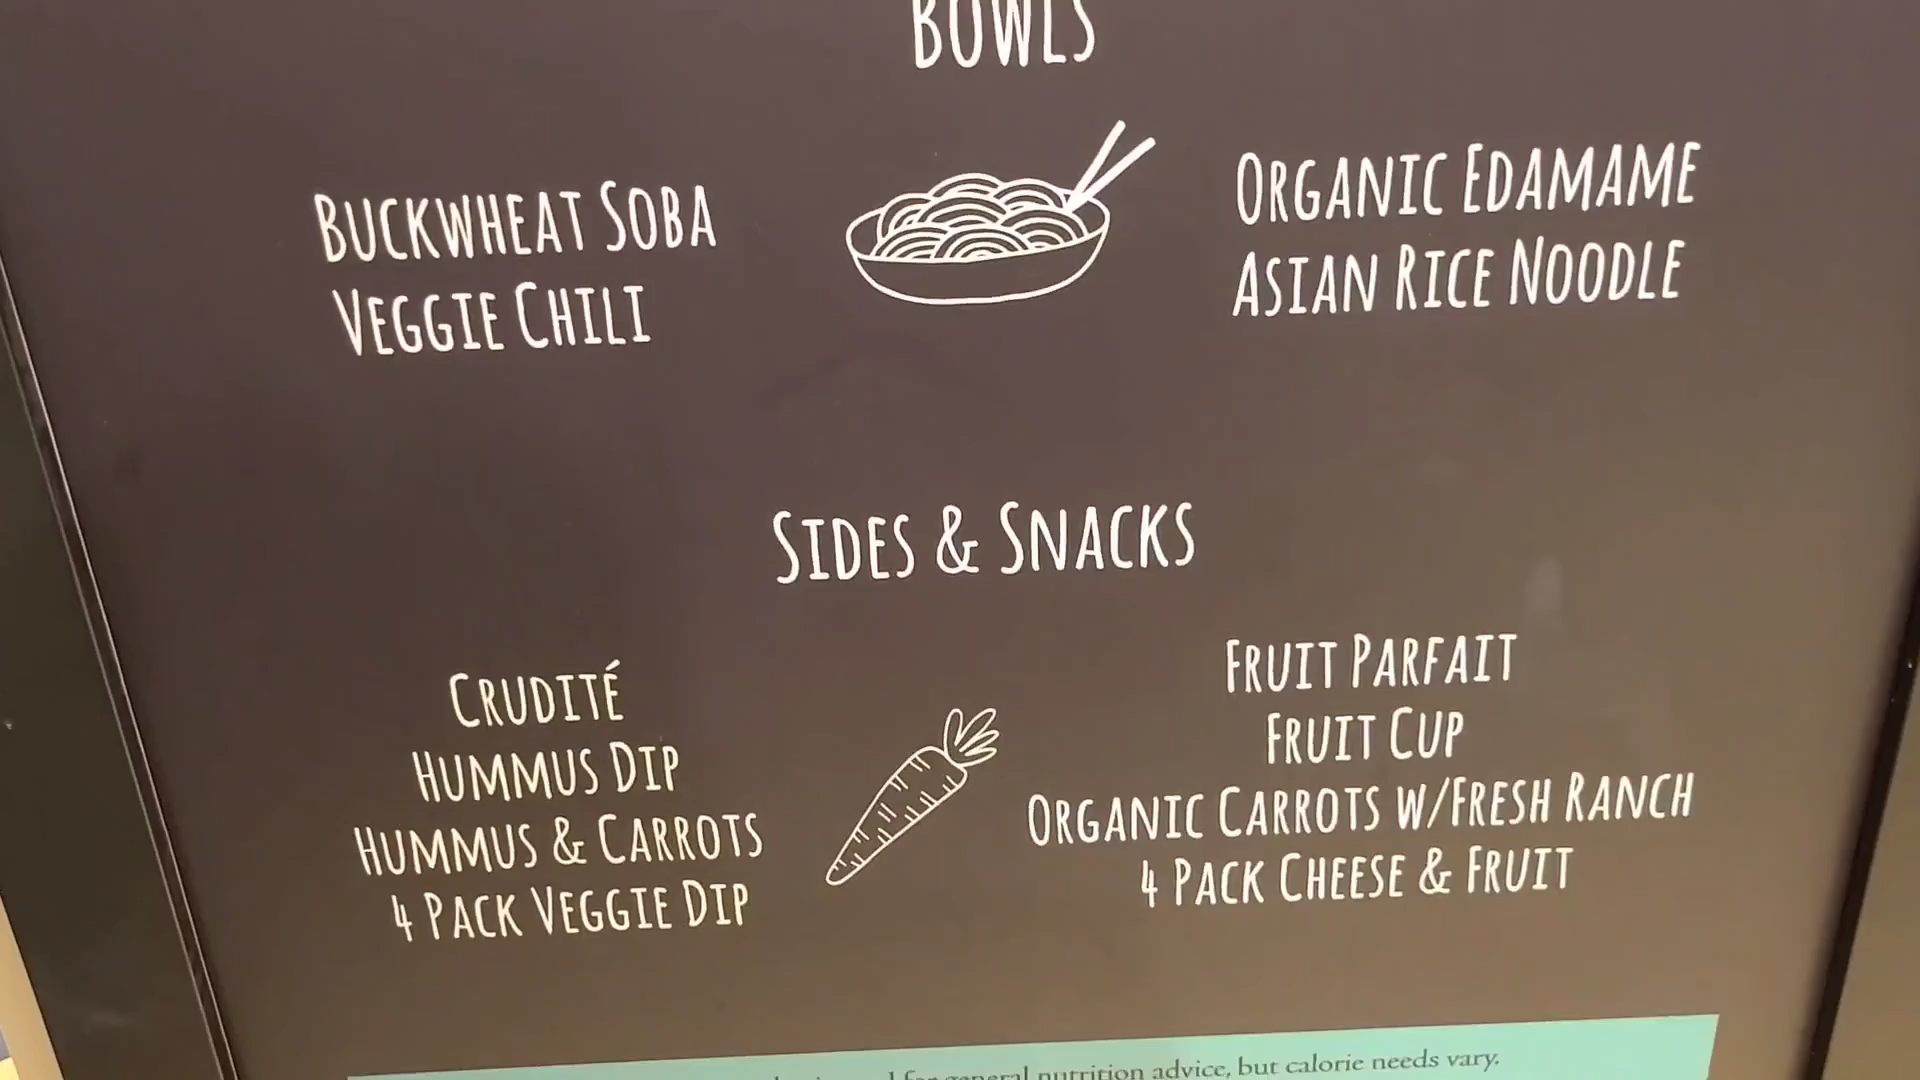 BOWLS
BUCKWHEAT SOBA
VEGGIE CHILI
ORGANIC EDAMAME
ASIAN RICE NOODLE
SIDES & SNACKS
CRUDITÉ
HUMMUS DIP
HUMMUS & CARROTS
4 PACK VEGGIE DIP
FRUIT PARFAIT
FRUIT CUP
ORGANIC CARROTS W/FRESH RANCH
4 PACK CHEESE & FRUIT
for general nutrition advice, but calorie needs vary.